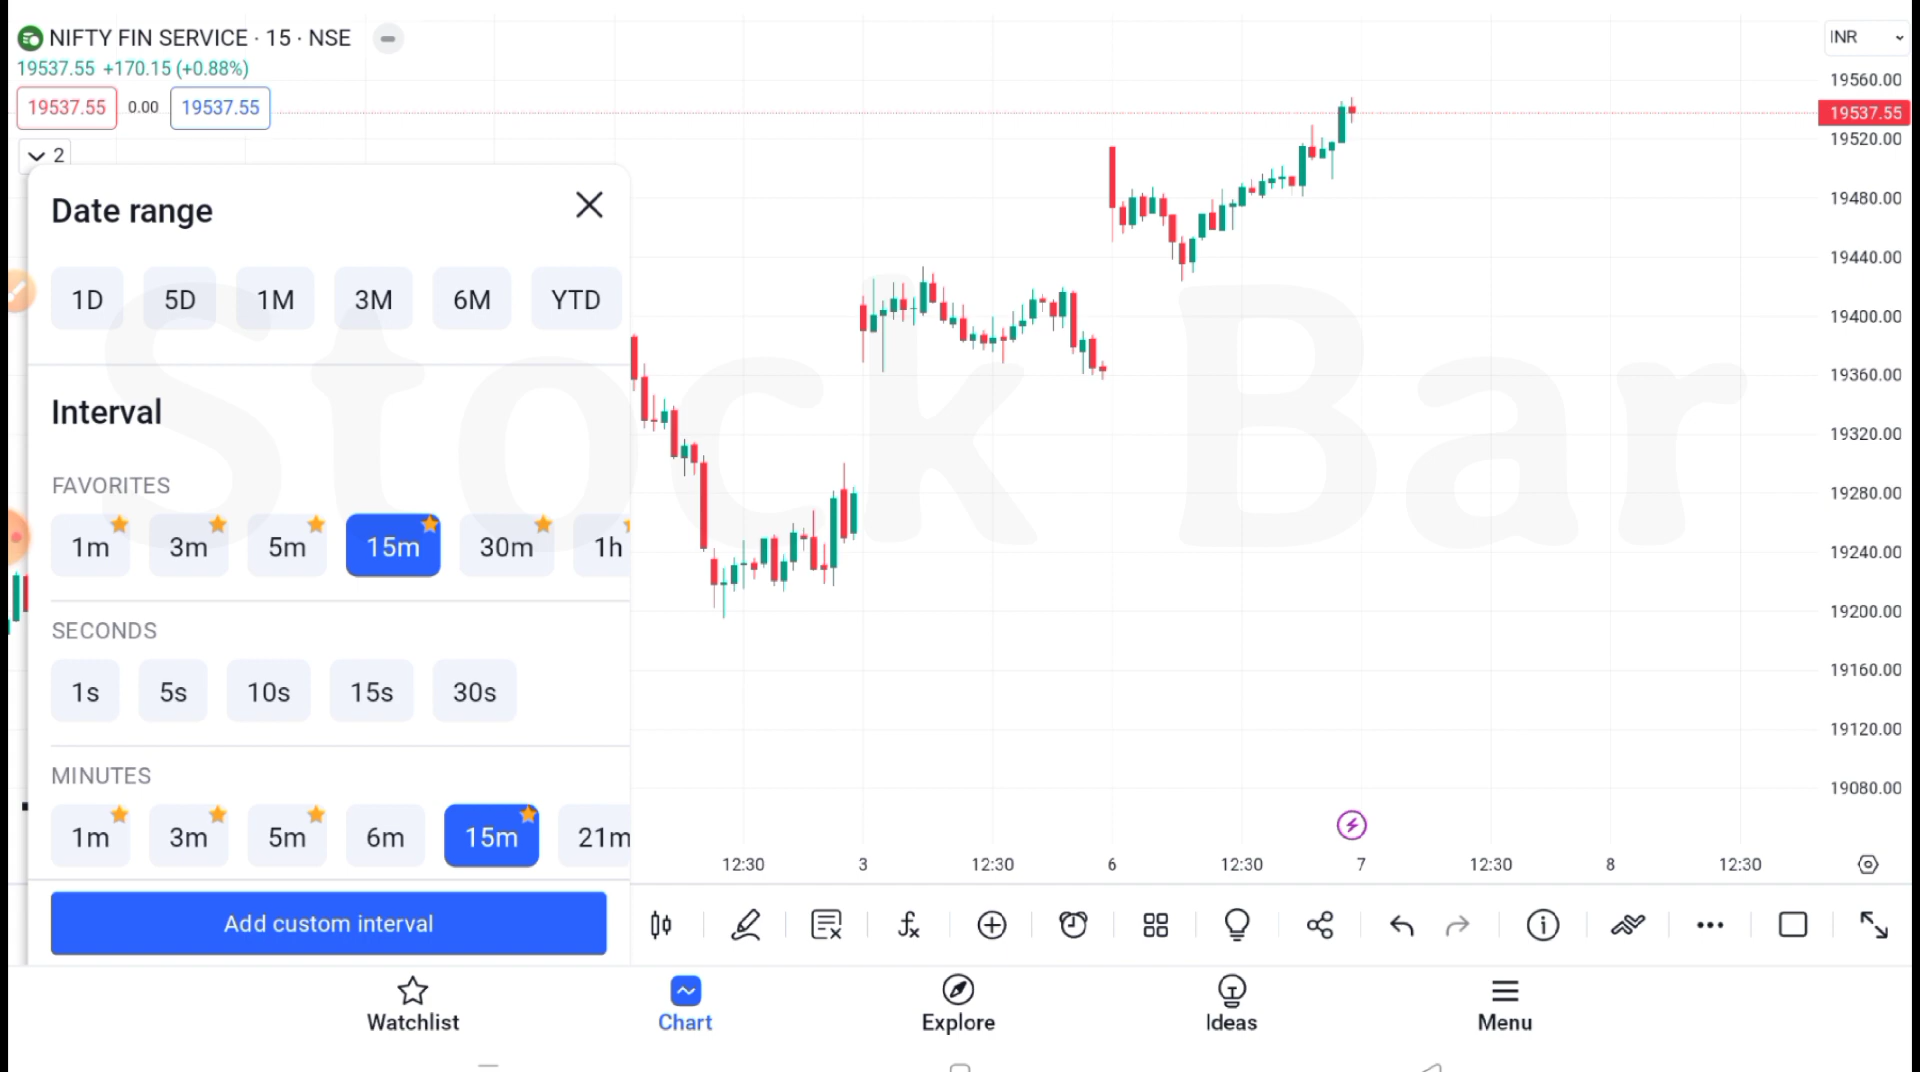 NIFTY FIN SERVICE · 15 · NSE
INR
19537.55 +170.15 (+0.88%)
19537.55 0.00 19537.55
2
Date range
1D 5D 1M 3M 6M YTD
Interval
FAVORITES
1m 3m 5m 15m 30m 1h
SECONDS
1s 5s 10s 15s 30s
MINUTES
1m 3m 5m 6m 15m 21m
Add custom interval
Stock Bar
19560.00
19537.55
19520.00
19480.00
19440.00
19400.00
19360.00
19320.00
19280.00
19240.00
19200.00
19160.00
19120.00
19080.00
12:30 3 12:30 6 12:30 7 12:30 8 12:30
Watchlist Chart Explore Ideas Menu